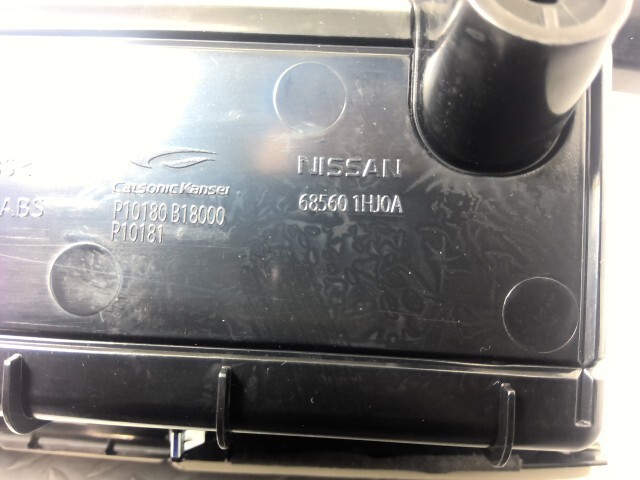 NISSAN
CalsonicKansei
ABS
P10180 B18000
68560 1HJ0A
P10181